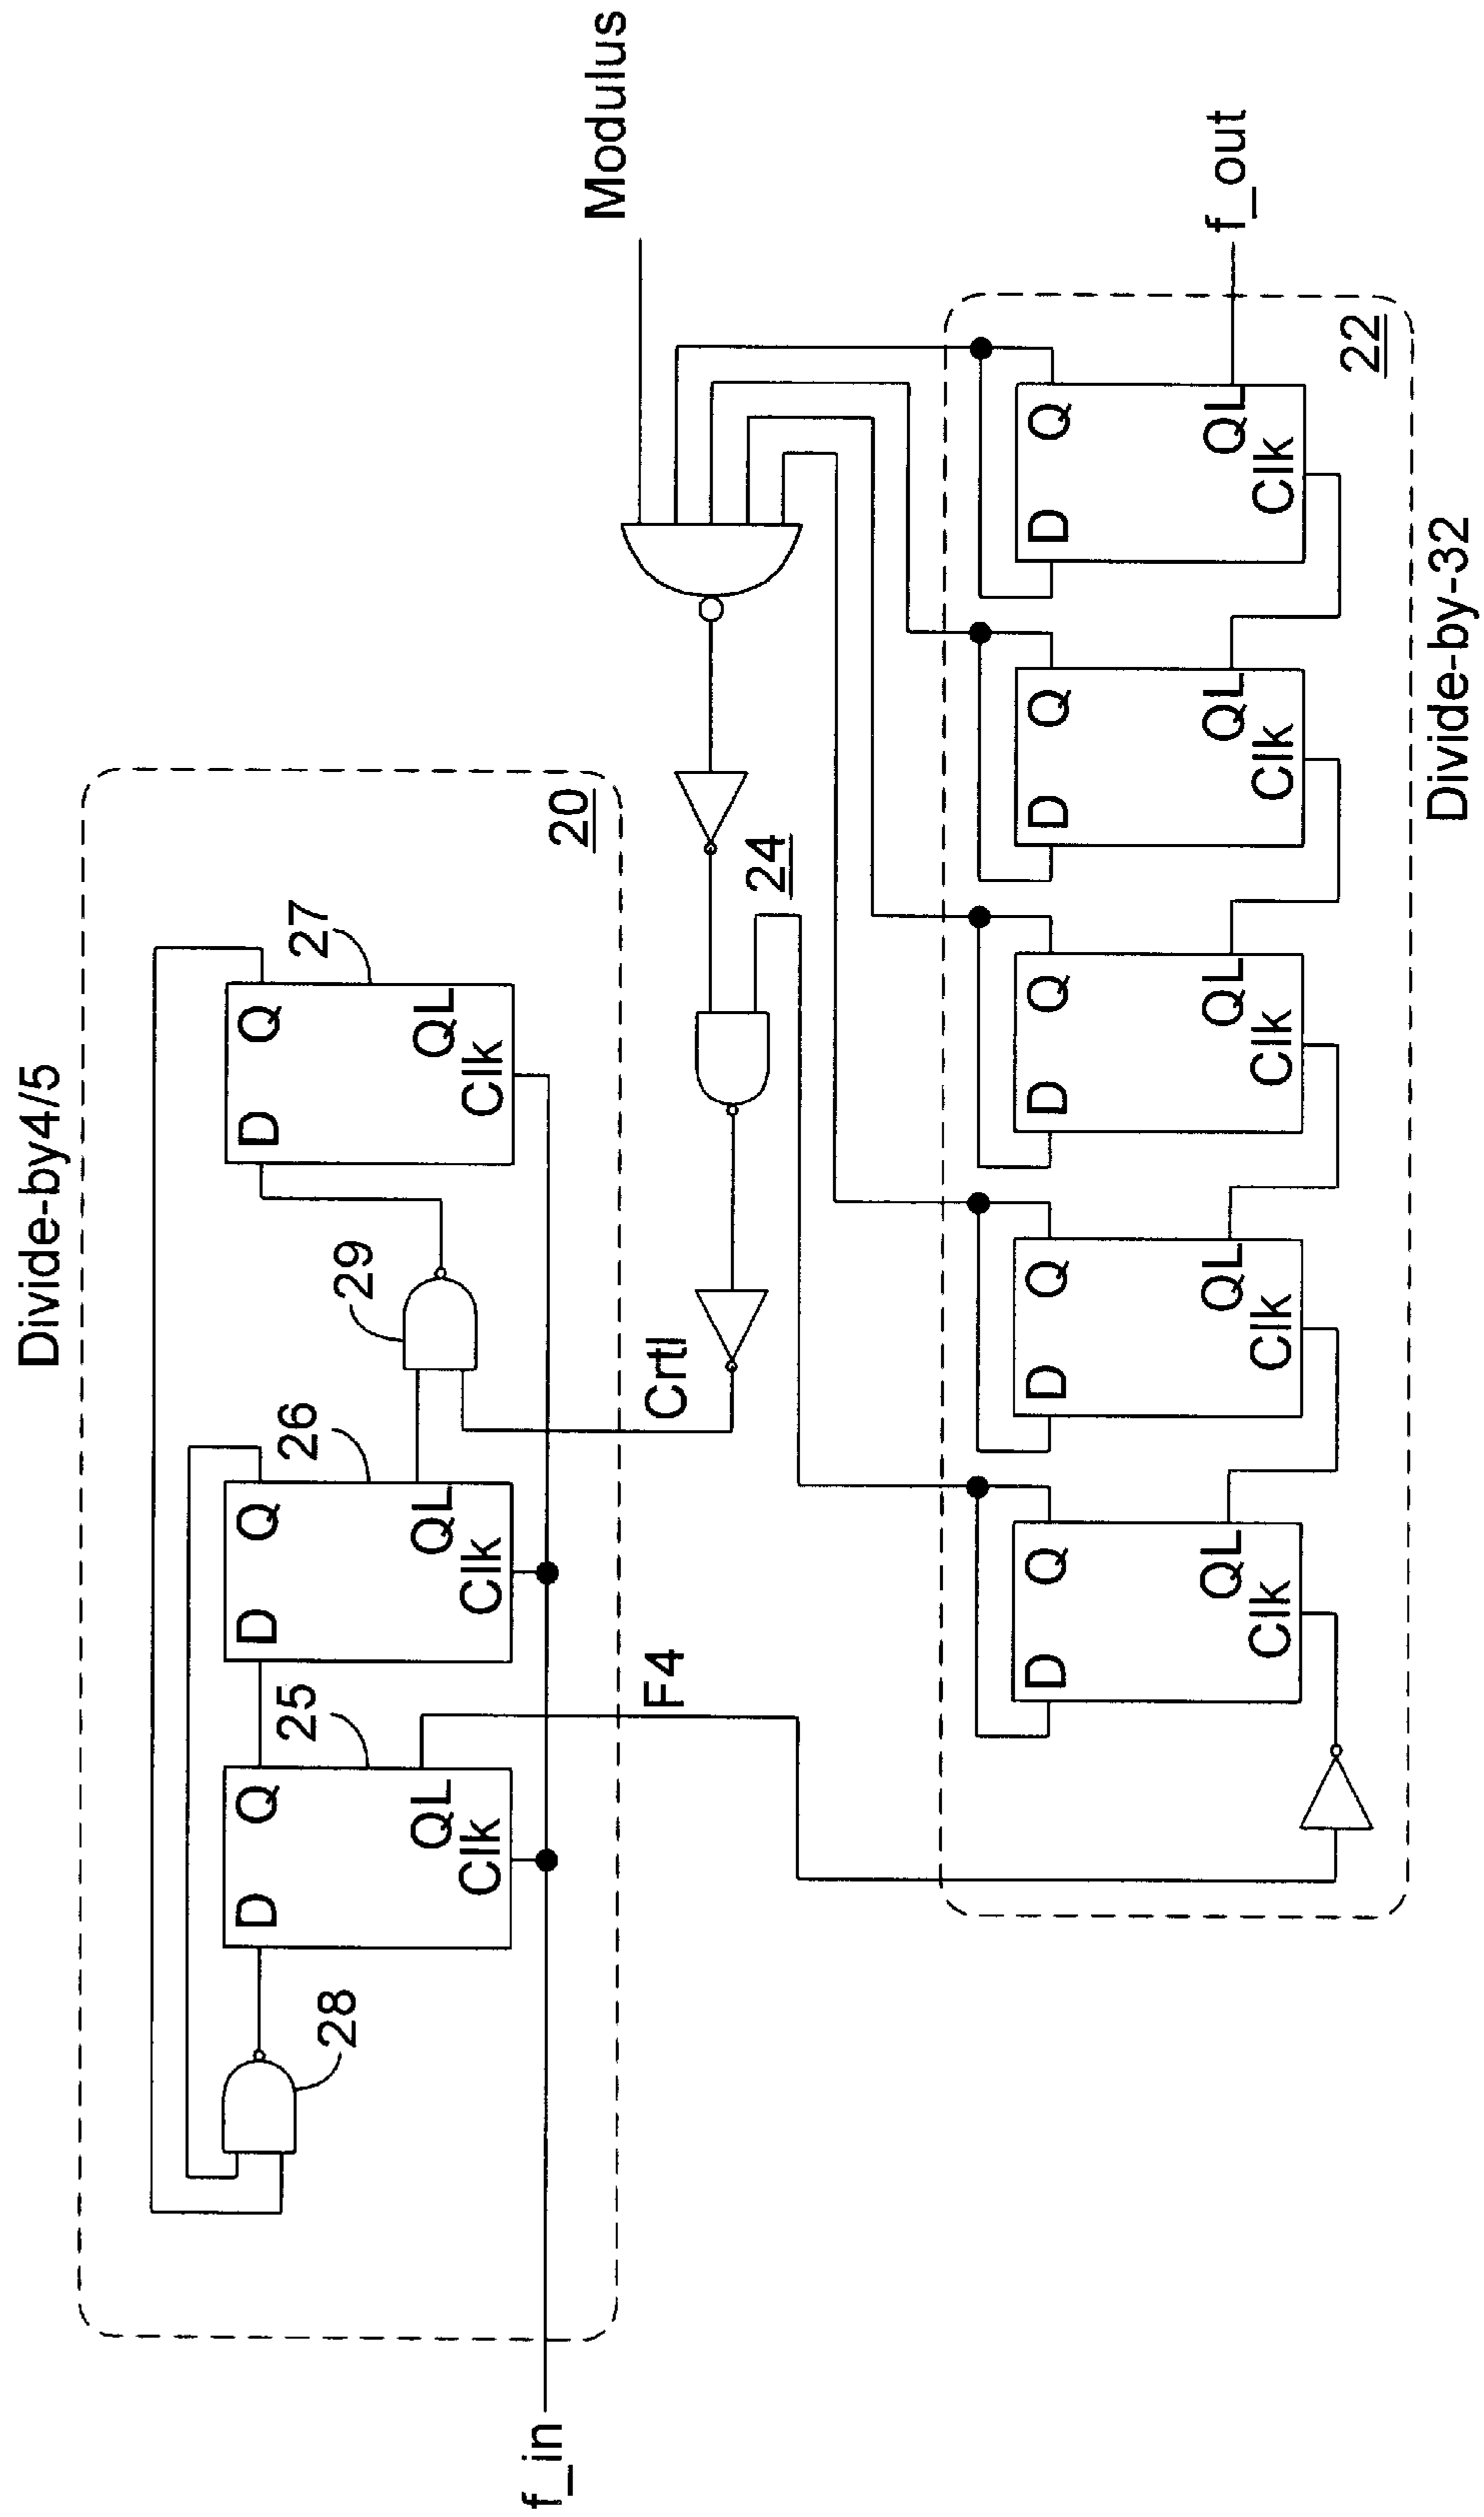 Divide-by4/5
28
D
Q
QL
Clk
25
D
Q
QL
Clk
26
29
D
Q
QL
Clk
27
20
f_in
F4
Crtl
24
Modulus
D
Q
QL
Clk
D
Q
QL
Clk
D
Q
QL
Clk
D
Q
QL
Clk
D
Q
QL
Clk
22
f_out
Divide-by-32